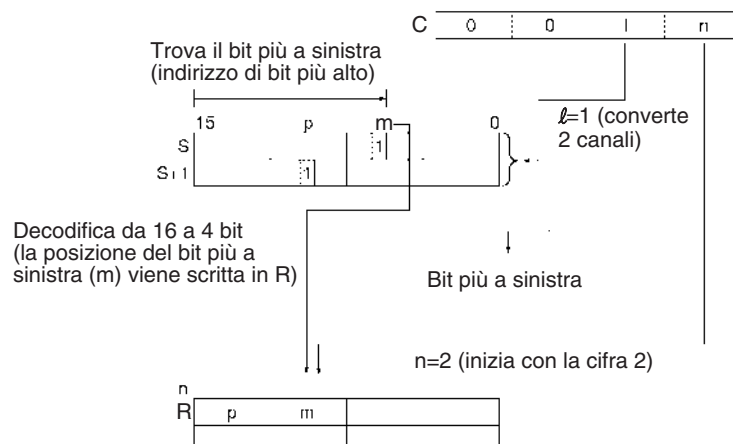 C 0 0 l n
Trova il bit più a sinistra
(indirizzo di bit più alto)
ℓ=1 (converte
2 canali)
15 p m 0
S 1
S+1 1
Decodifica da 16 a 4 bit
(la posizione del bit più a
sinistra (m) viene scritta in R)
Bit più a sinistra
n=2 (inizia con la cifra 2)
n
R p m